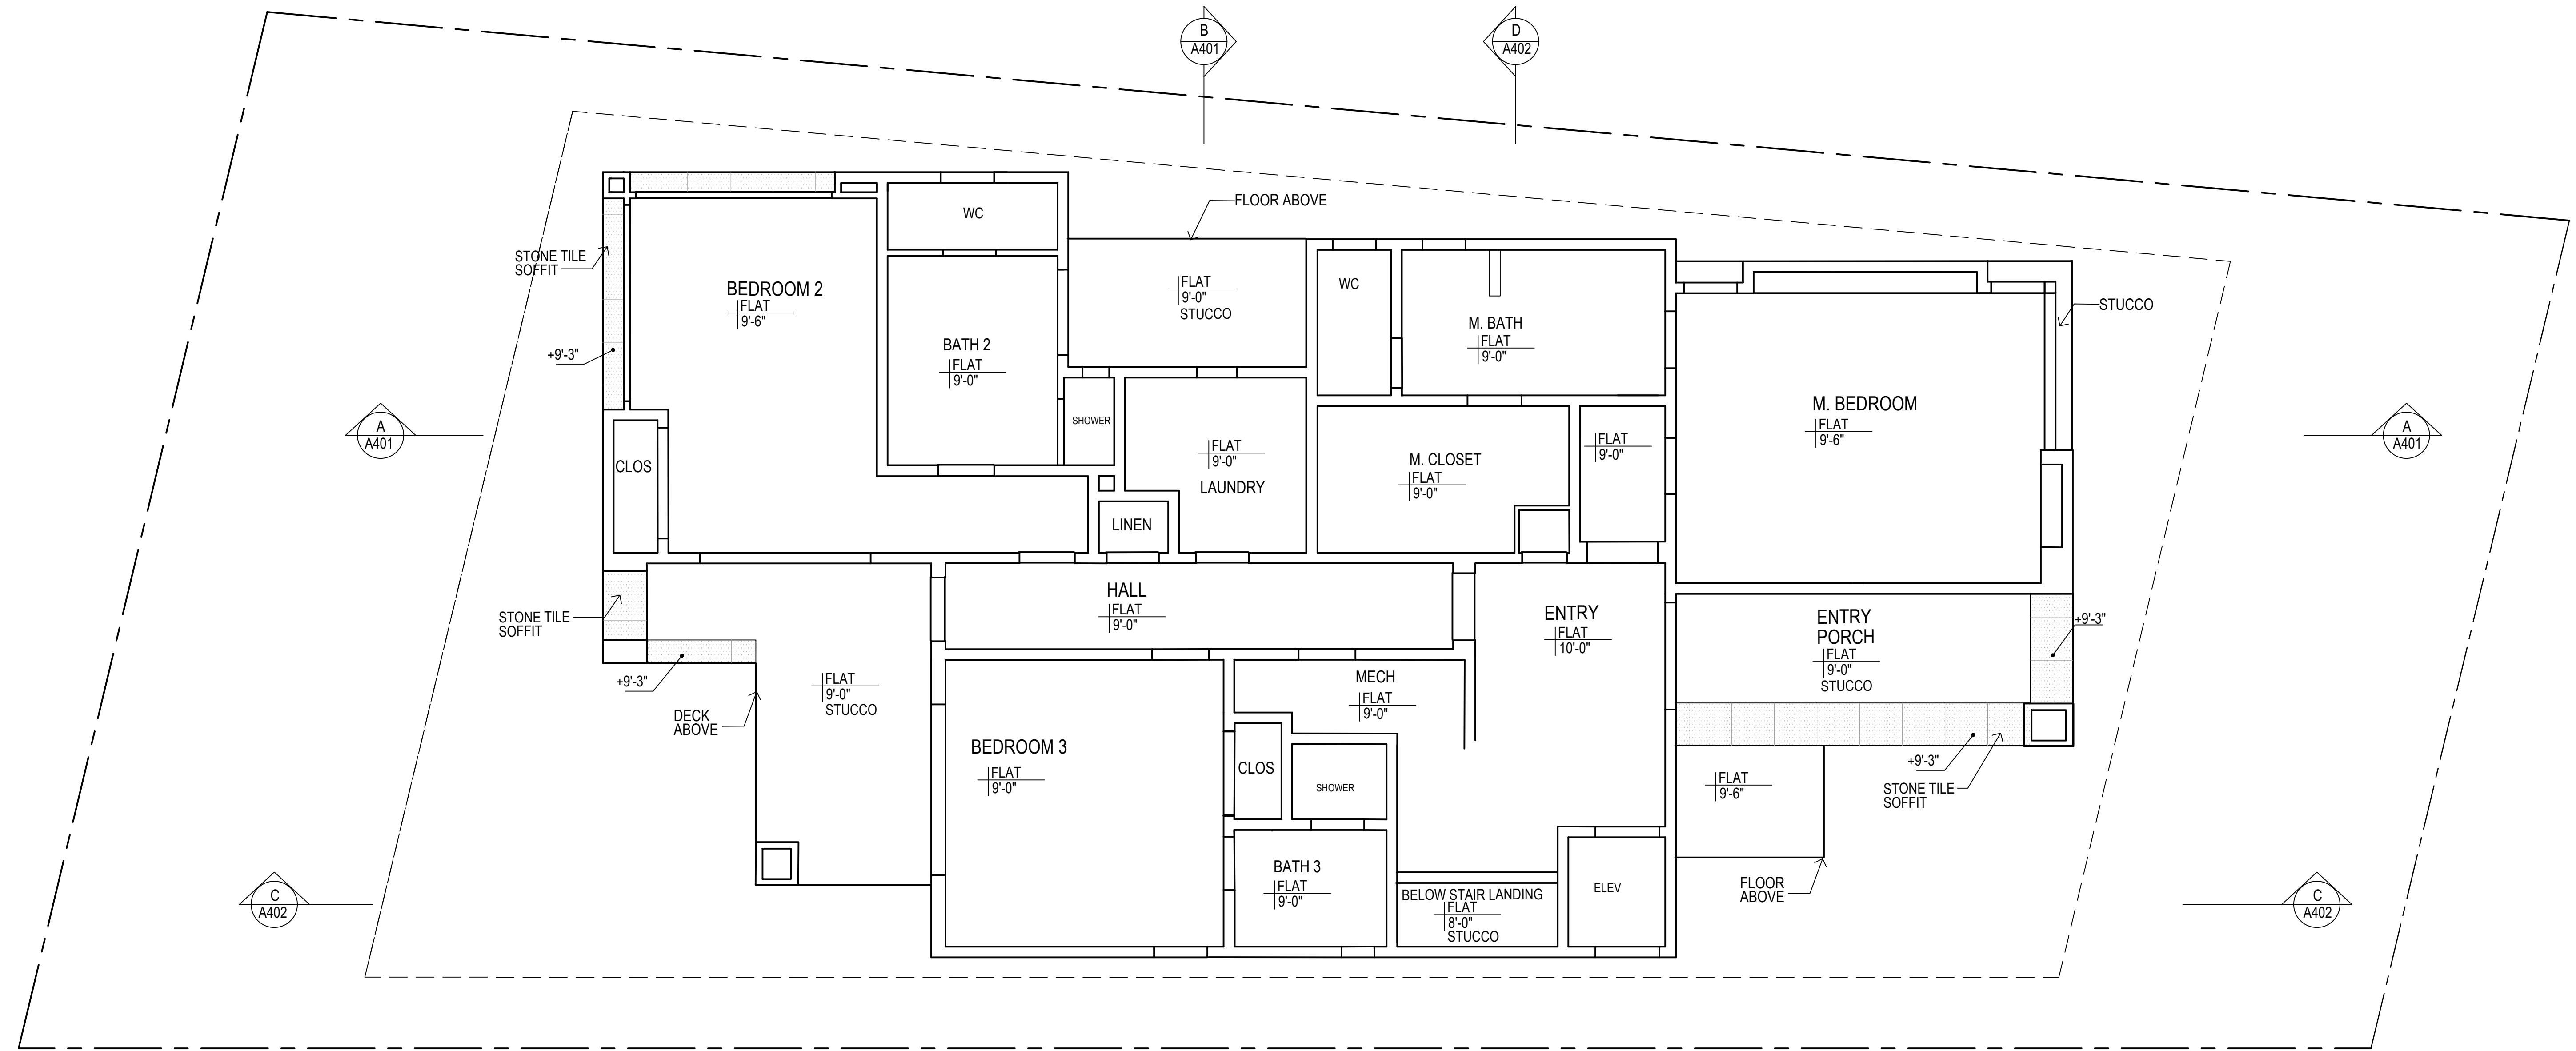 B
A401
D
A402
FLOOR ABOVE
WC
STONE TILE
SOFFIT
BEDROOM 2
FLAT
9'-6"
FLAT
9'-0"
STUCCO
WC
STUCCO
M. BATH
FLAT
9'-0"
BATH 2
FLAT
9'-0"
+9'-3"
M. BEDROOM
FLAT
9'-6"
A
A401
SHOWER
FLAT
9'-0"
LAUNDRY
M. CLOSET
FLAT
9'-0"
FLAT
9'-0"
A
A401
CLOS
LINEN
HALL
FLAT
9'-0"
ENTRY
FLAT
10'-0"
ENTRY
PORCH
FLAT
9'-0"
STUCCO
+9'-3"
STONE TILE
SOFFIT
+9'-3"
FLAT
9'-0"
STUCCO
DECK
ABOVE
MECH
FLAT
9'-0"
BEDROOM 3
FLAT
9'-0"
CLOS
SHOWER
FLAT
9'-6"
+9'-3"
STONE TILE
SOFFIT
BATH 3
FLAT
9'-0"
BELOW STAIR LANDING
FLAT
8'-0"
STUCCO
ELEV
FLOOR
ABOVE
C
A402
C
A402